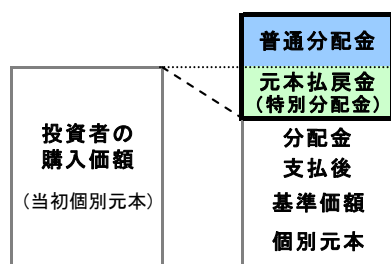 普通分配金
元本払戻金
（特別分配金）
投資者の
購入価額
（当初個別元本）
分配金
支払後
基準価額
個別元本